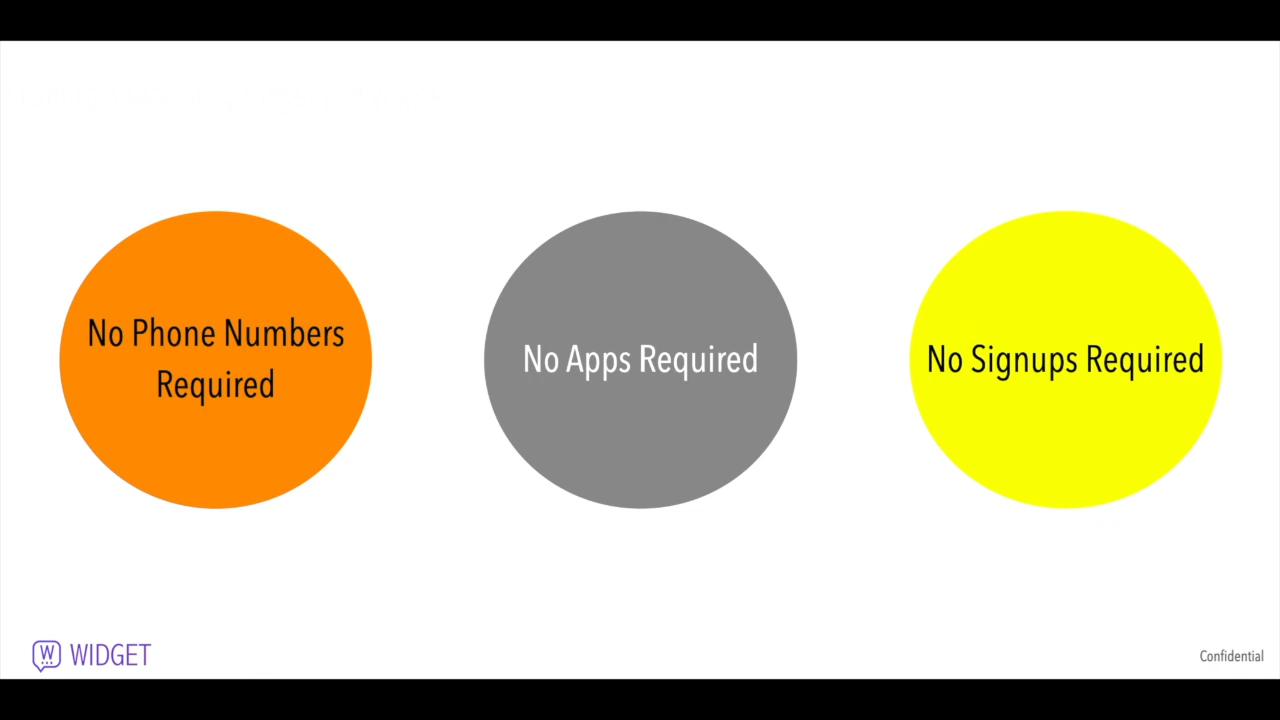 No Phone Numbers
Required
No Apps Required
No Signups Required
W
WIDGET
Confidential